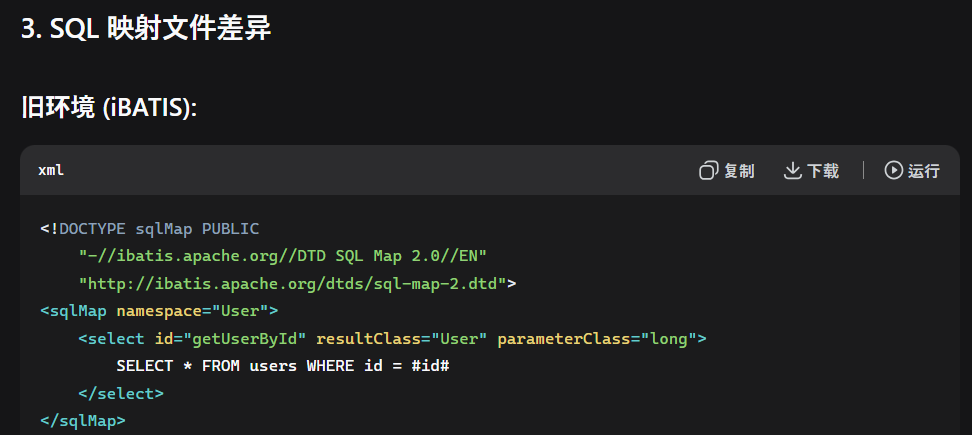 3. SQL 映射文件差异
旧环境 (iBATIS):
xml 复制 下载 运行
<!DOCTYPE sqlMap PUBLIC
    "-//ibatis.apache.org//DTD SQL Map 2.0//EN"
    "http://ibatis.apache.org/dtds/sql-map-2.dtd">
<sqlMap namespace="User">
    <select id="getUserById" resultClass="User" parameterClass="long">
        SELECT * FROM users WHERE id = #id#
    </select>
</sqlMap>